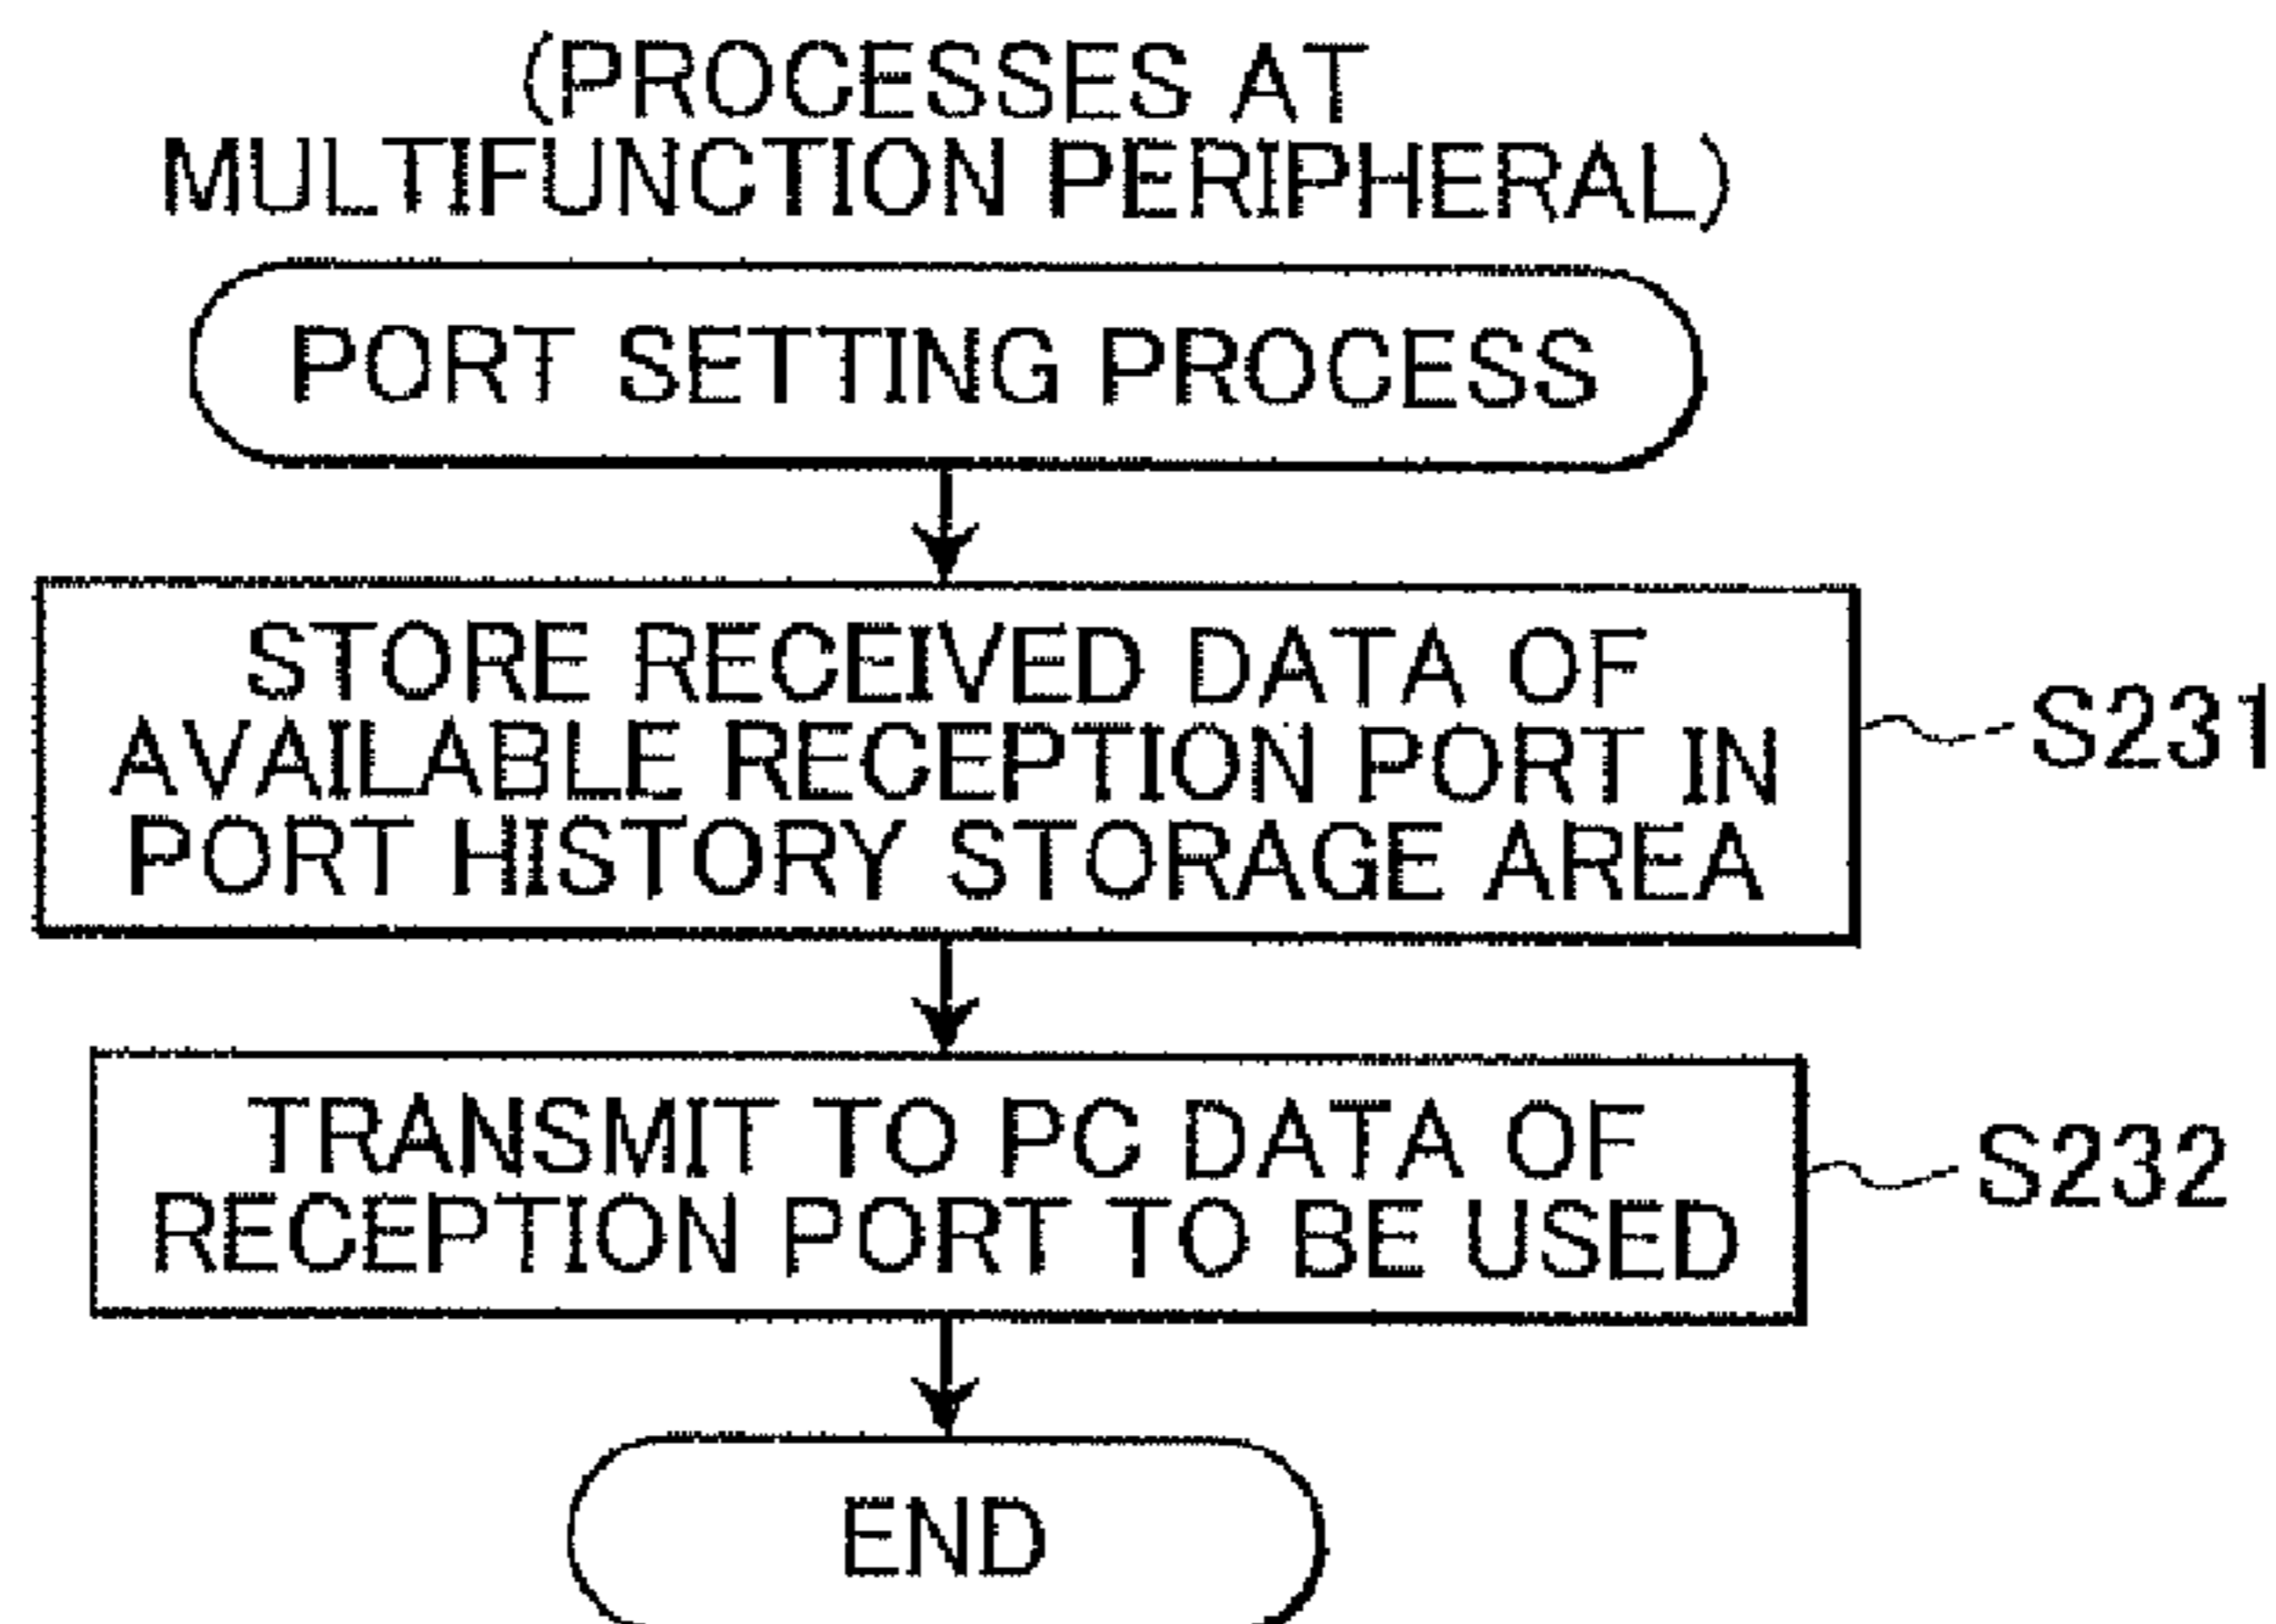 (PROCESSES AT
MULTIFUNCTION PERIPHERAL)
PORT SETTING PROCESS
STORE RECEIVED DATA OF
AVAILABLE RECEPTION PORT IN
PORT HISTORY STORAGE AREA
S231
TRANSMIT TO PC DATA OF
RECEPTION PORT TO BE USED
S232
END